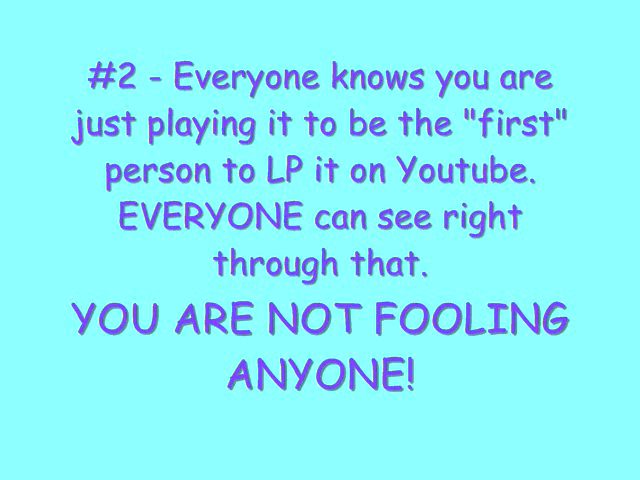 #2 - Everyone knows you are
just playing it to be the "first"
person to LP it on Youtube.
EVERYONE can see right
through that.
YOU ARE NOT FOOLING
ANYONE!